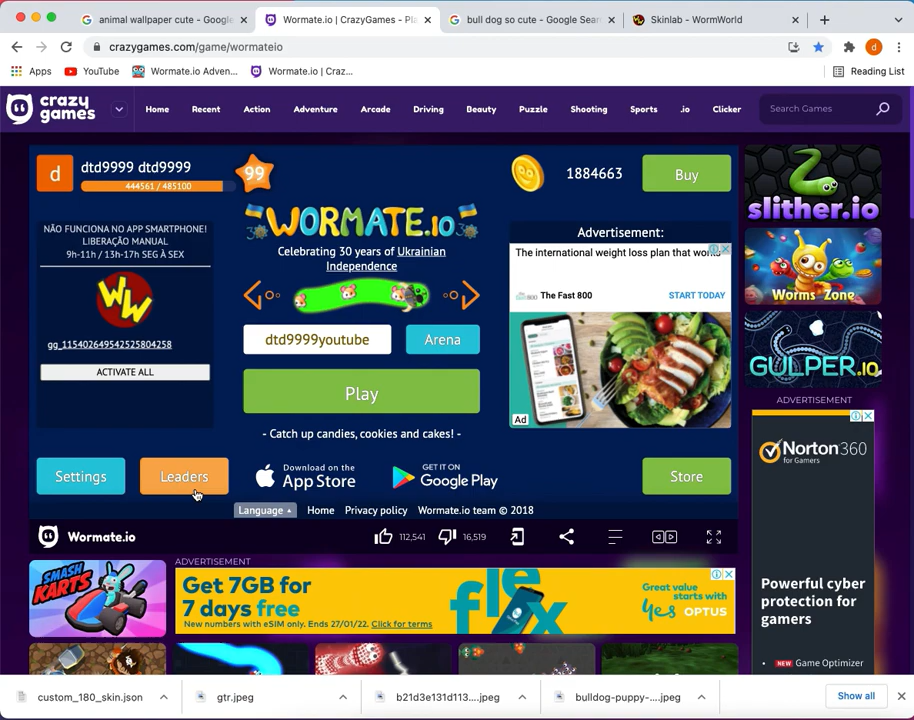 animal wallpaper cute - Google
Wormate.io | CrazyGames - Pl
bull dog so cute - Google Sear
Skinlab - WormWorld
crazygames.com/game/wormateio
d
Apps
YouTube
Wormate.io Adven...
Wormate.io | Craz...
Reading List
crazy games
Home
Recent
Action
Adventure
Arcade
Driving
Beauty
Puzzle
Shooting
Sports
.io
Clicker
Search Games
d
dtd9999 dtd9999
444561 / 485100
99
1884663
Buy
NÃO FUNCIONA NO APP SMARTPHONE!
LIBERAÇÃO MANUAL
9h-11h / 13h-17h SEG À SEX
WW
gg_115402649542525804258
ACTIVATE ALL
WORMATE.io
Celebrating 30 years of Ukrainian
Independence
dtd9999youtube
Arena
Play
- Catch up candies, cookies and cakes! -
Advertisement:
The international weight loss plan that works
The Fast 800
START TODAY
Ad
Settings
Leaders
Download on the
App Store
GET IT ON
Google Play
Store
Language
Home
Privacy policy
Wormate.io team © 2018
Wormate.io
112,541
16,519
slither.io
Worms Zone
GULPER.io
ADVERTISEMENT
Norton360
for Gamers
Powerful cyber
protection for
gamers
• NEW Game Optimizer
ADVERTISEMENT
SMASH
KARTS
Get 7GB for
7 days free
New numbers with eSIM only. Ends 27/01/22. Click for terms
flex
Great value
starts with
yes OPTUS
custom_180_skin.json
gtr.jpeg
b21d3e131d113....jpeg
bulldog-puppy-....jpeg
Show all